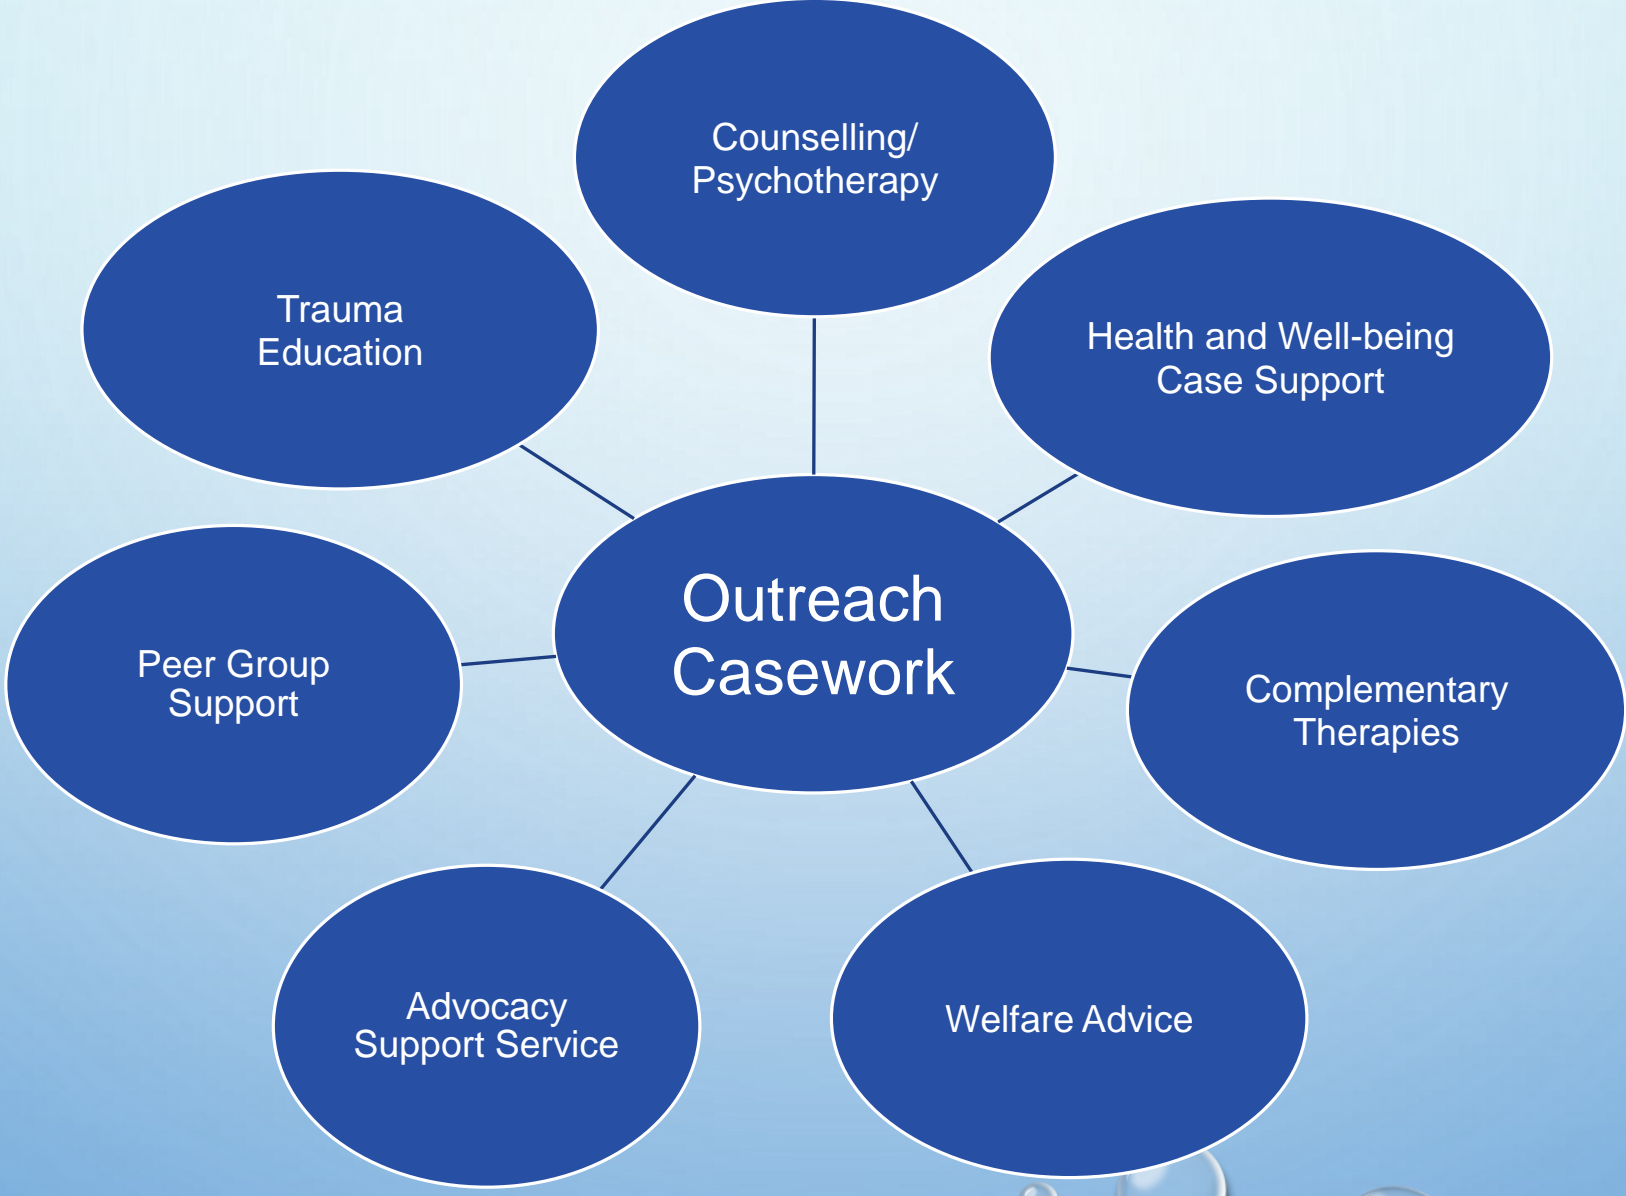 Counselling/
Psychotherapy
Trauma
Education
Health and Well-being
Case Support
Outreach
Casework
Peer Group
Support
Complementary
Therapies
Advocacy
Support Service
Welfare Advice